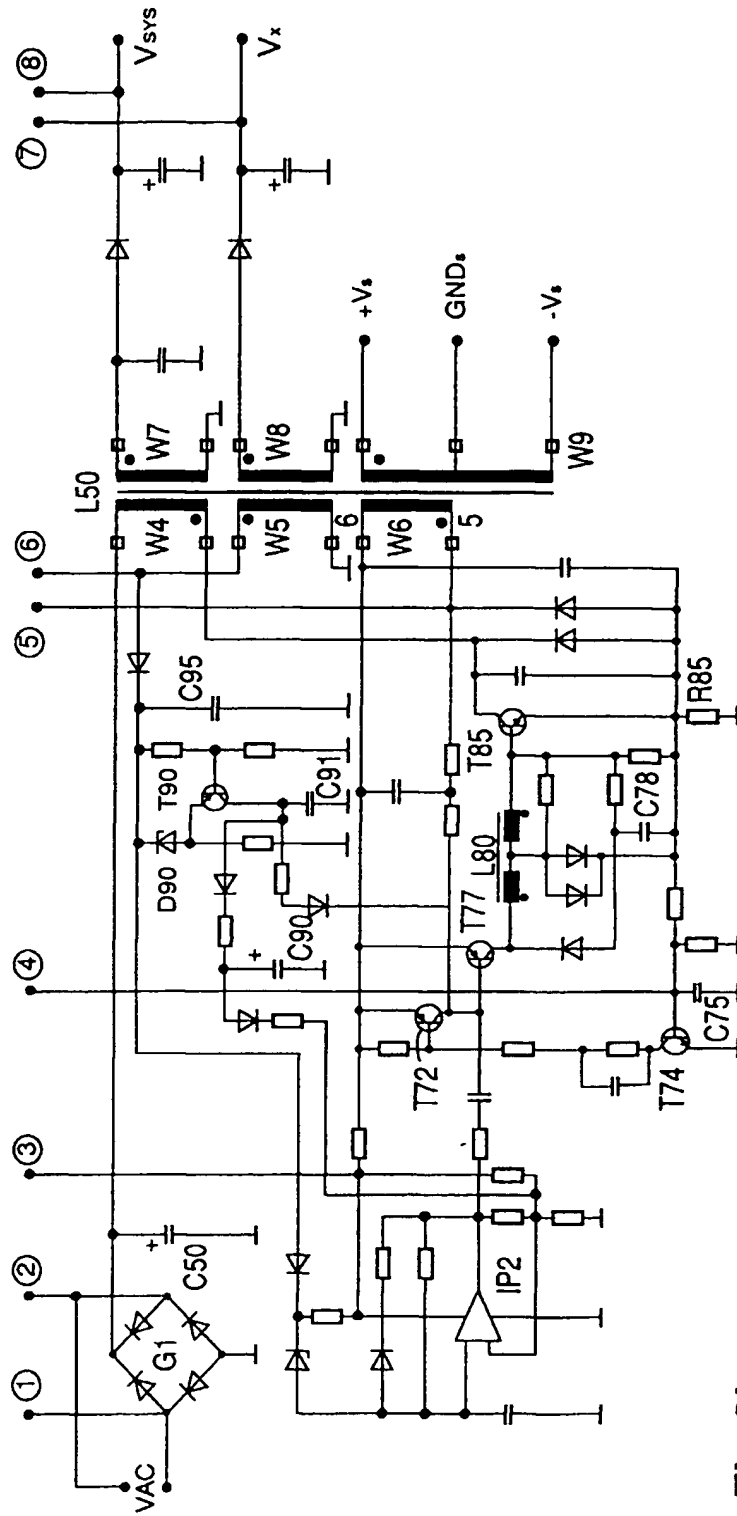 ① ② ③ ④ ⑤ ⑥ ⑦ ⑧
VAC
G1
C50
IP2
D90
T90
C95
C91
C90
T72
T77
T74
C75
L80
C78
T85
R85
L50
W4
W5
6
W6
5
W7
W8
W9
VSYS
Vx
+Vs
GNDs
-Vs